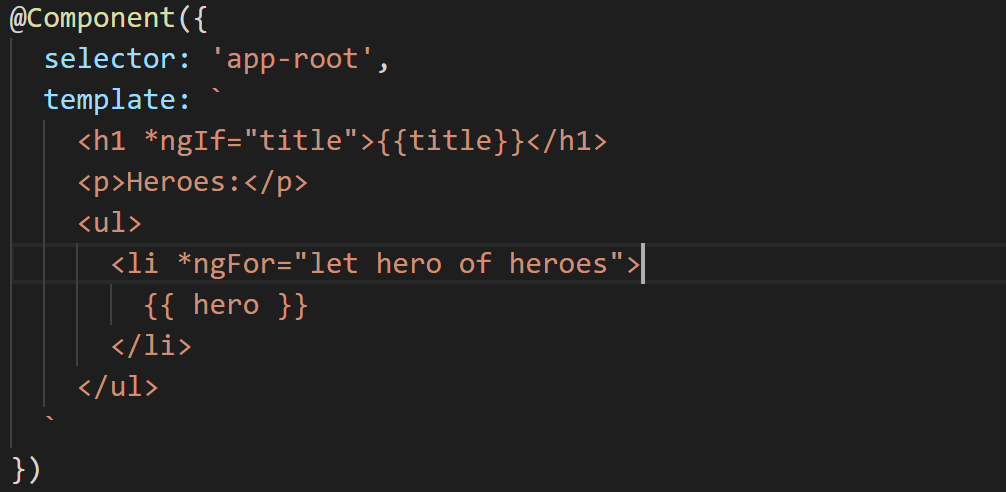 @Component({
  selector: 'app-root',
  template: `
    <h1 *ngIf="title">{{title}}</h1>
    <p>Heroes:</p>
    <ul>
      <li *ngFor="let hero of heroes">
        {{ hero }}
      </li>
    </ul>
  `
})